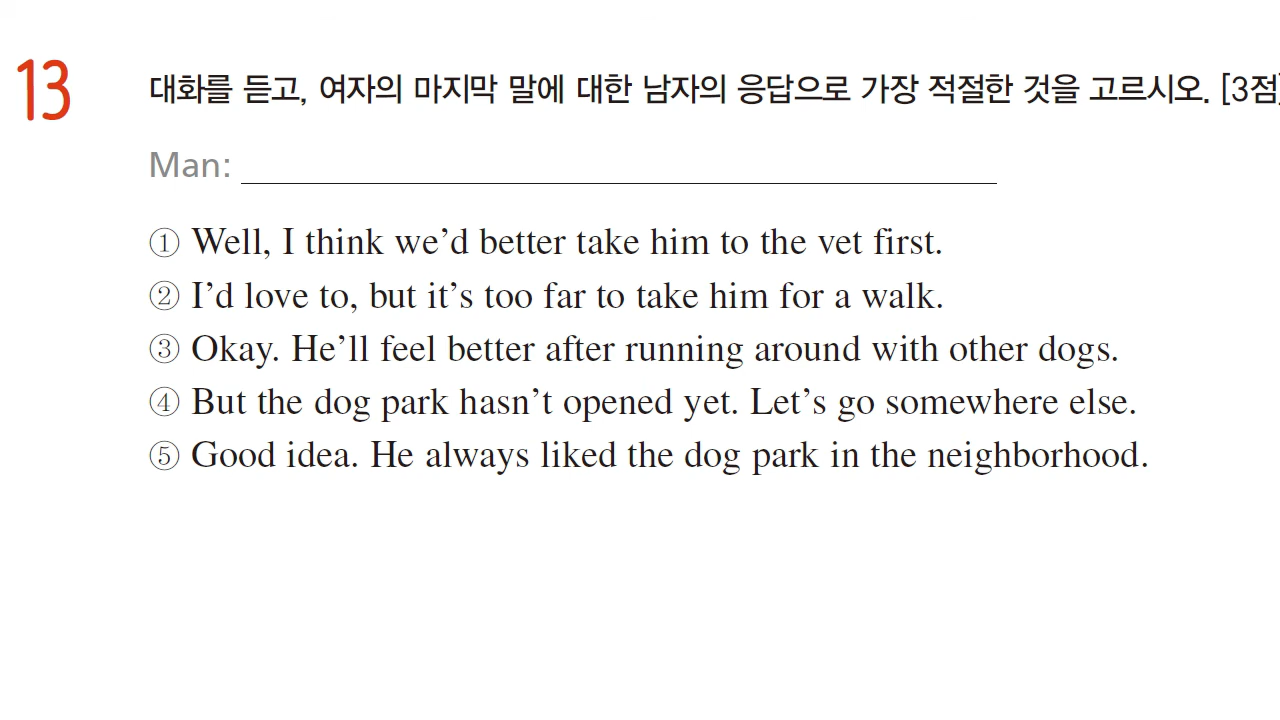 13 대화를 듣고, 여자의 마지막 말에 대한 남자의 응답으로 가장 적절한 것을 고르시오. [3점]
Man:
① Well, I think we’d better take him to the vet first.
② I’d love to, but it’s too far to take him for a walk.
③ Okay. He’ll feel better after running around with other dogs.
④ But the dog park hasn’t opened yet. Let’s go somewhere else.
⑤ Good idea. He always liked the dog park in the neighborhood.